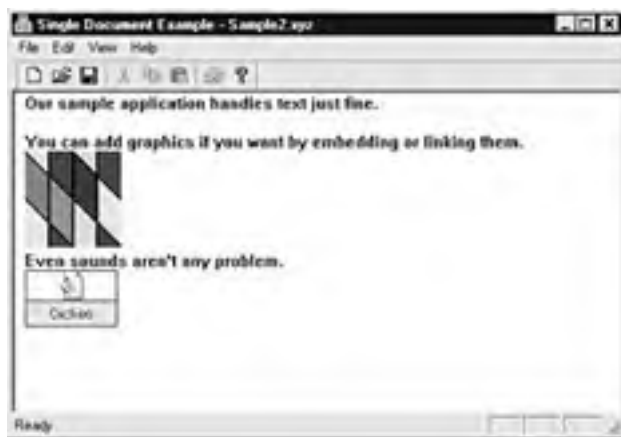 Single Document Example - Sample2.xyz
File Edit View Help
Our sample application handles text just fine.
You can add graphics if you want by embedding or linking them.
Even sounds aren't any problem.
Ready